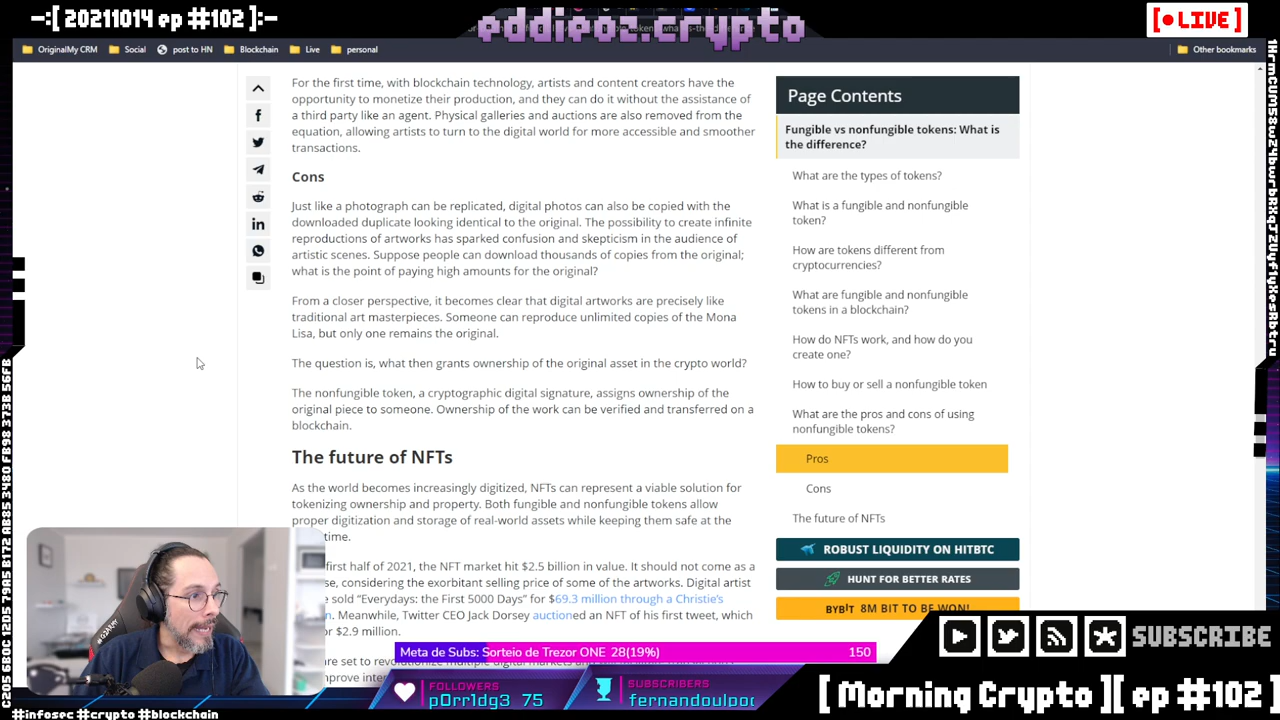 -:[ 20211014 ep #102 ]:-
eddieoz.crypto
[ LIVE ]
OriginalMy CRM
Social
post to HN
Blockchain
Live
personal
Other bookmarks
For the first time, with blockchain technology, artists and content creators have the
opportunity to monetize their production, and they can do it without the assistance of
a third party like an agent. Physical galleries and auctions are also removed from the
equation, allowing artists to turn to the digital world for more accessible and smoother
transactions.
Cons
Just like a photograph can be replicated, digital photos can also be copied with the
downloaded duplicate looking identical to the original. The possibility to create infinite
reproductions of artworks has sparked confusion and skepticism in the audience of
artistic scenes. Suppose people can download thousands of copies from the original;
what is the point of paying high amounts for the original?
From a closer perspective, it becomes clear that digital artworks are precisely like
traditional art masterpieces. Someone can reproduce unlimited copies of the Mona
Lisa, but only one remains the original.
The question is, what then grants ownership of the original asset in the crypto world?
The nonfungible token, a cryptographic digital signature, assigns ownership of the
original piece to someone. Ownership of the work can be verified and transferred on a
blockchain.
The future of NFTs
As the world becomes increasingly digitized, NFTs can represent a viable solution for
tokenizing ownership and property. Both fungible and nonfungible tokens allow
proper digitization and storage of real-world assets while keeping them safe at the
time.
first half of 2021, the NFT market hit $2.5 billion in value. It should not come as a
considering the exorbitant selling price of some of the artworks. Digital artist
sold “Everydays: the First 5000 Days” for $69.3 million through a Christie’s
Meanwhile, Twitter CEO Jack Dorsey auctioned an NFT of his first tweet, which
$2.9 million.
Page Contents
Fungible vs nonfungible tokens: What is
the difference?
What are the types of tokens?
What is a fungible and nonfungible
token?
How are tokens different from
cryptocurrencies?
What are fungible and nonfungible
tokens in a blockchain?
How do NFTs work, and how do you
create one?
How to buy or sell a nonfungible token
What are the pros and cons of using
nonfungible tokens?
Pros
Cons
The future of NFTs
ROBUST LIQUIDITY ON HITBTC
HUNT FOR BETTER RATES
BYBIT 8M BIT TO BE WON!
Meta de Subs: Sorteio de Trezor ONE 28(19%)
150
FOLLOWERS
p0rr1dg3 75
SUBSCRIBERS
fernandoulpoc
SUBSCRIBE
[ Morning Crypto ][ ep #102 ]
#infosec #crypto #blockchain